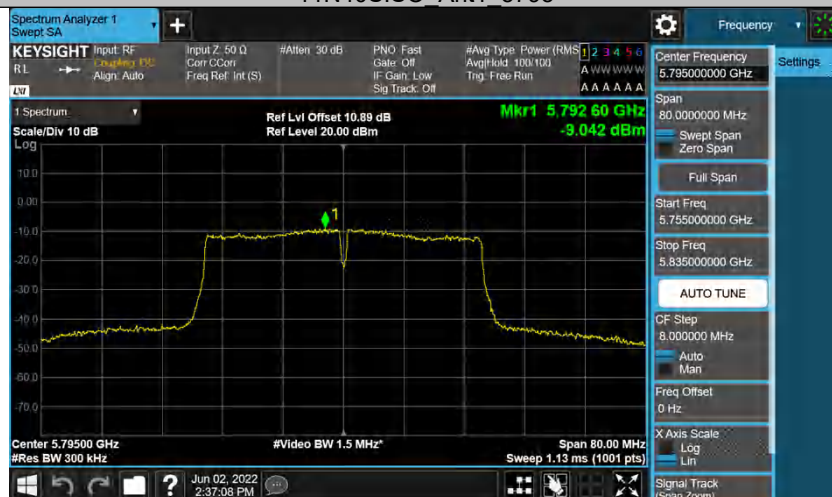 Spectrum Analyzer 1
Swept SA
+
Frequency
KEYSIGHT
RL
LXI
Input: RF
Coupling: DC
Align: Auto
Input Z: 50 Ω
Corr CCorr
Freq Ref: Int (S)
#Atten: 30 dB
PNO: Fast
Gate: Off
IF Gain: Low
Sig Track: Off
#Avg Type: Power (RMS
Avg|Hold: 100/100
Trig: Free Run
1 2 3 4 5 6
A W W W W W
A A A A A A
1 Spectrum
Scale/Div 10 dB
Log
Ref Lvl Offset 10.89 dB
Ref Level 20.00 dBm
Mkr1 5.792 60 GHz
-9.042 dBm
10.0
0.00
-10.0
-20.0
-30.0
-40.0
-50.0
-60.0
-70.0
1
Center 5.79500 GHz
#Res BW 300 kHz
#Video BW 1.5 MHz*
Span 80.00 MHz
Sweep 1.13 ms (1001 pts)
?
Jun 02, 2022
2:37:08 PM
Center Frequency
5.795000000 GHz
Settings
Span
80.0000000 MHz
Swept Span
Zero Span
Full Span
Start Freq
5.755000000 GHz
Stop Freq
5.835000000 GHz
AUTO TUNE
CF Step
8.000000 MHz
Auto
Man
Freq Offset
0 Hz
X Axis Scale
Log
Lin
Signal Track
(Span Zoom)